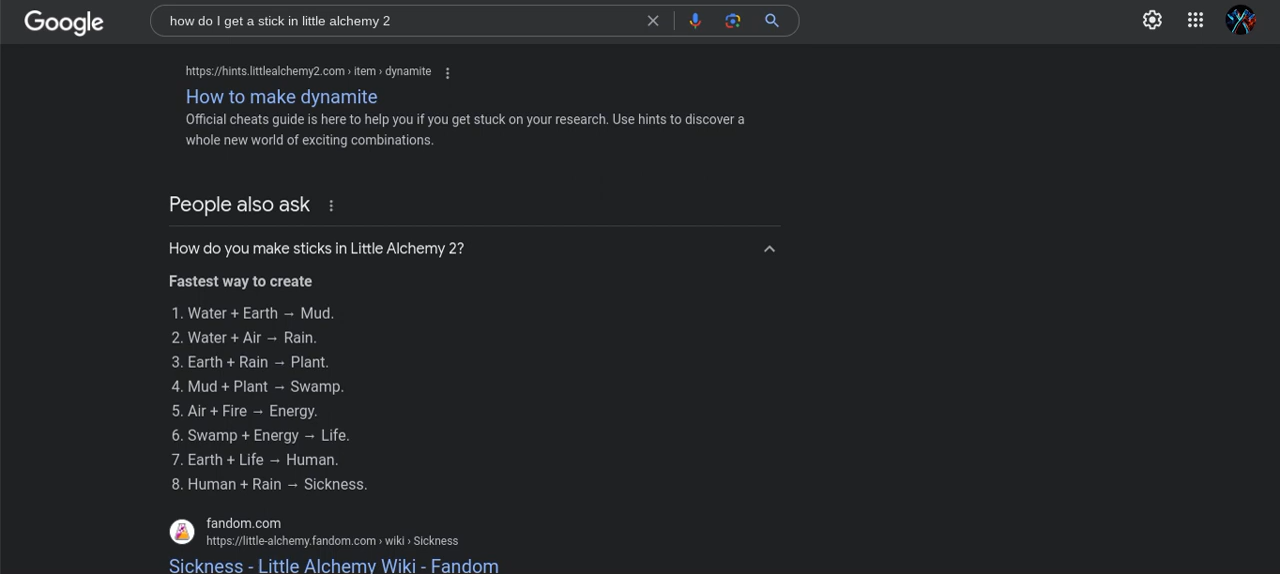 Google
how do I get a stick in little alchemy 2
https://hints.littlealchemy2.com › item › dynamite
How to make dynamite
Official cheats guide is here to help you if you get stuck on your research. Use hints to discover a
whole new world of exciting combinations.
People also ask
How do you make sticks in Little Alchemy 2?
Fastest way to create
1. Water + Earth → Mud.
2. Water + Air → Rain.
3. Earth + Rain → Plant.
4. Mud + Plant → Swamp.
5. Air + Fire → Energy.
6. Swamp + Energy → Life.
7. Earth + Life → Human.
8. Human + Rain → Sickness.
fandom.com
https://little-alchemy.fandom.com › wiki › Sickness
Sickness - Little Alchemy Wiki - Fandom